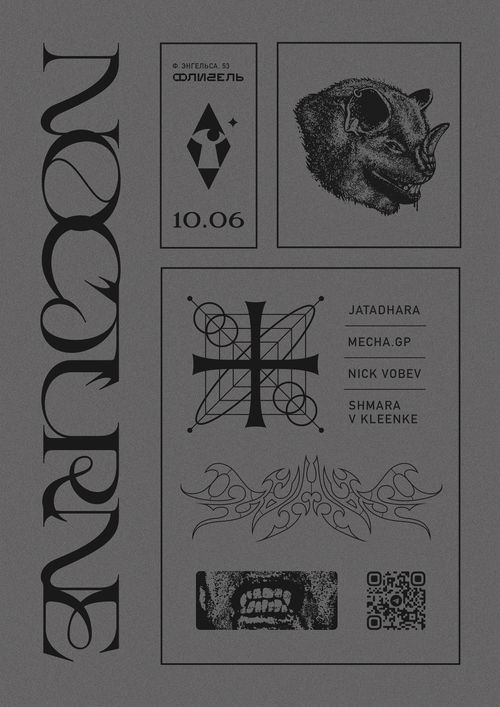 NOCTURNE
Ф. ЭНГЕЛЬСА, 53
ФЛИГЕЛЬ
10.06
JATADHARA
MECHA.GP
NICK VOBEV
SHMARA
V KLEENKE